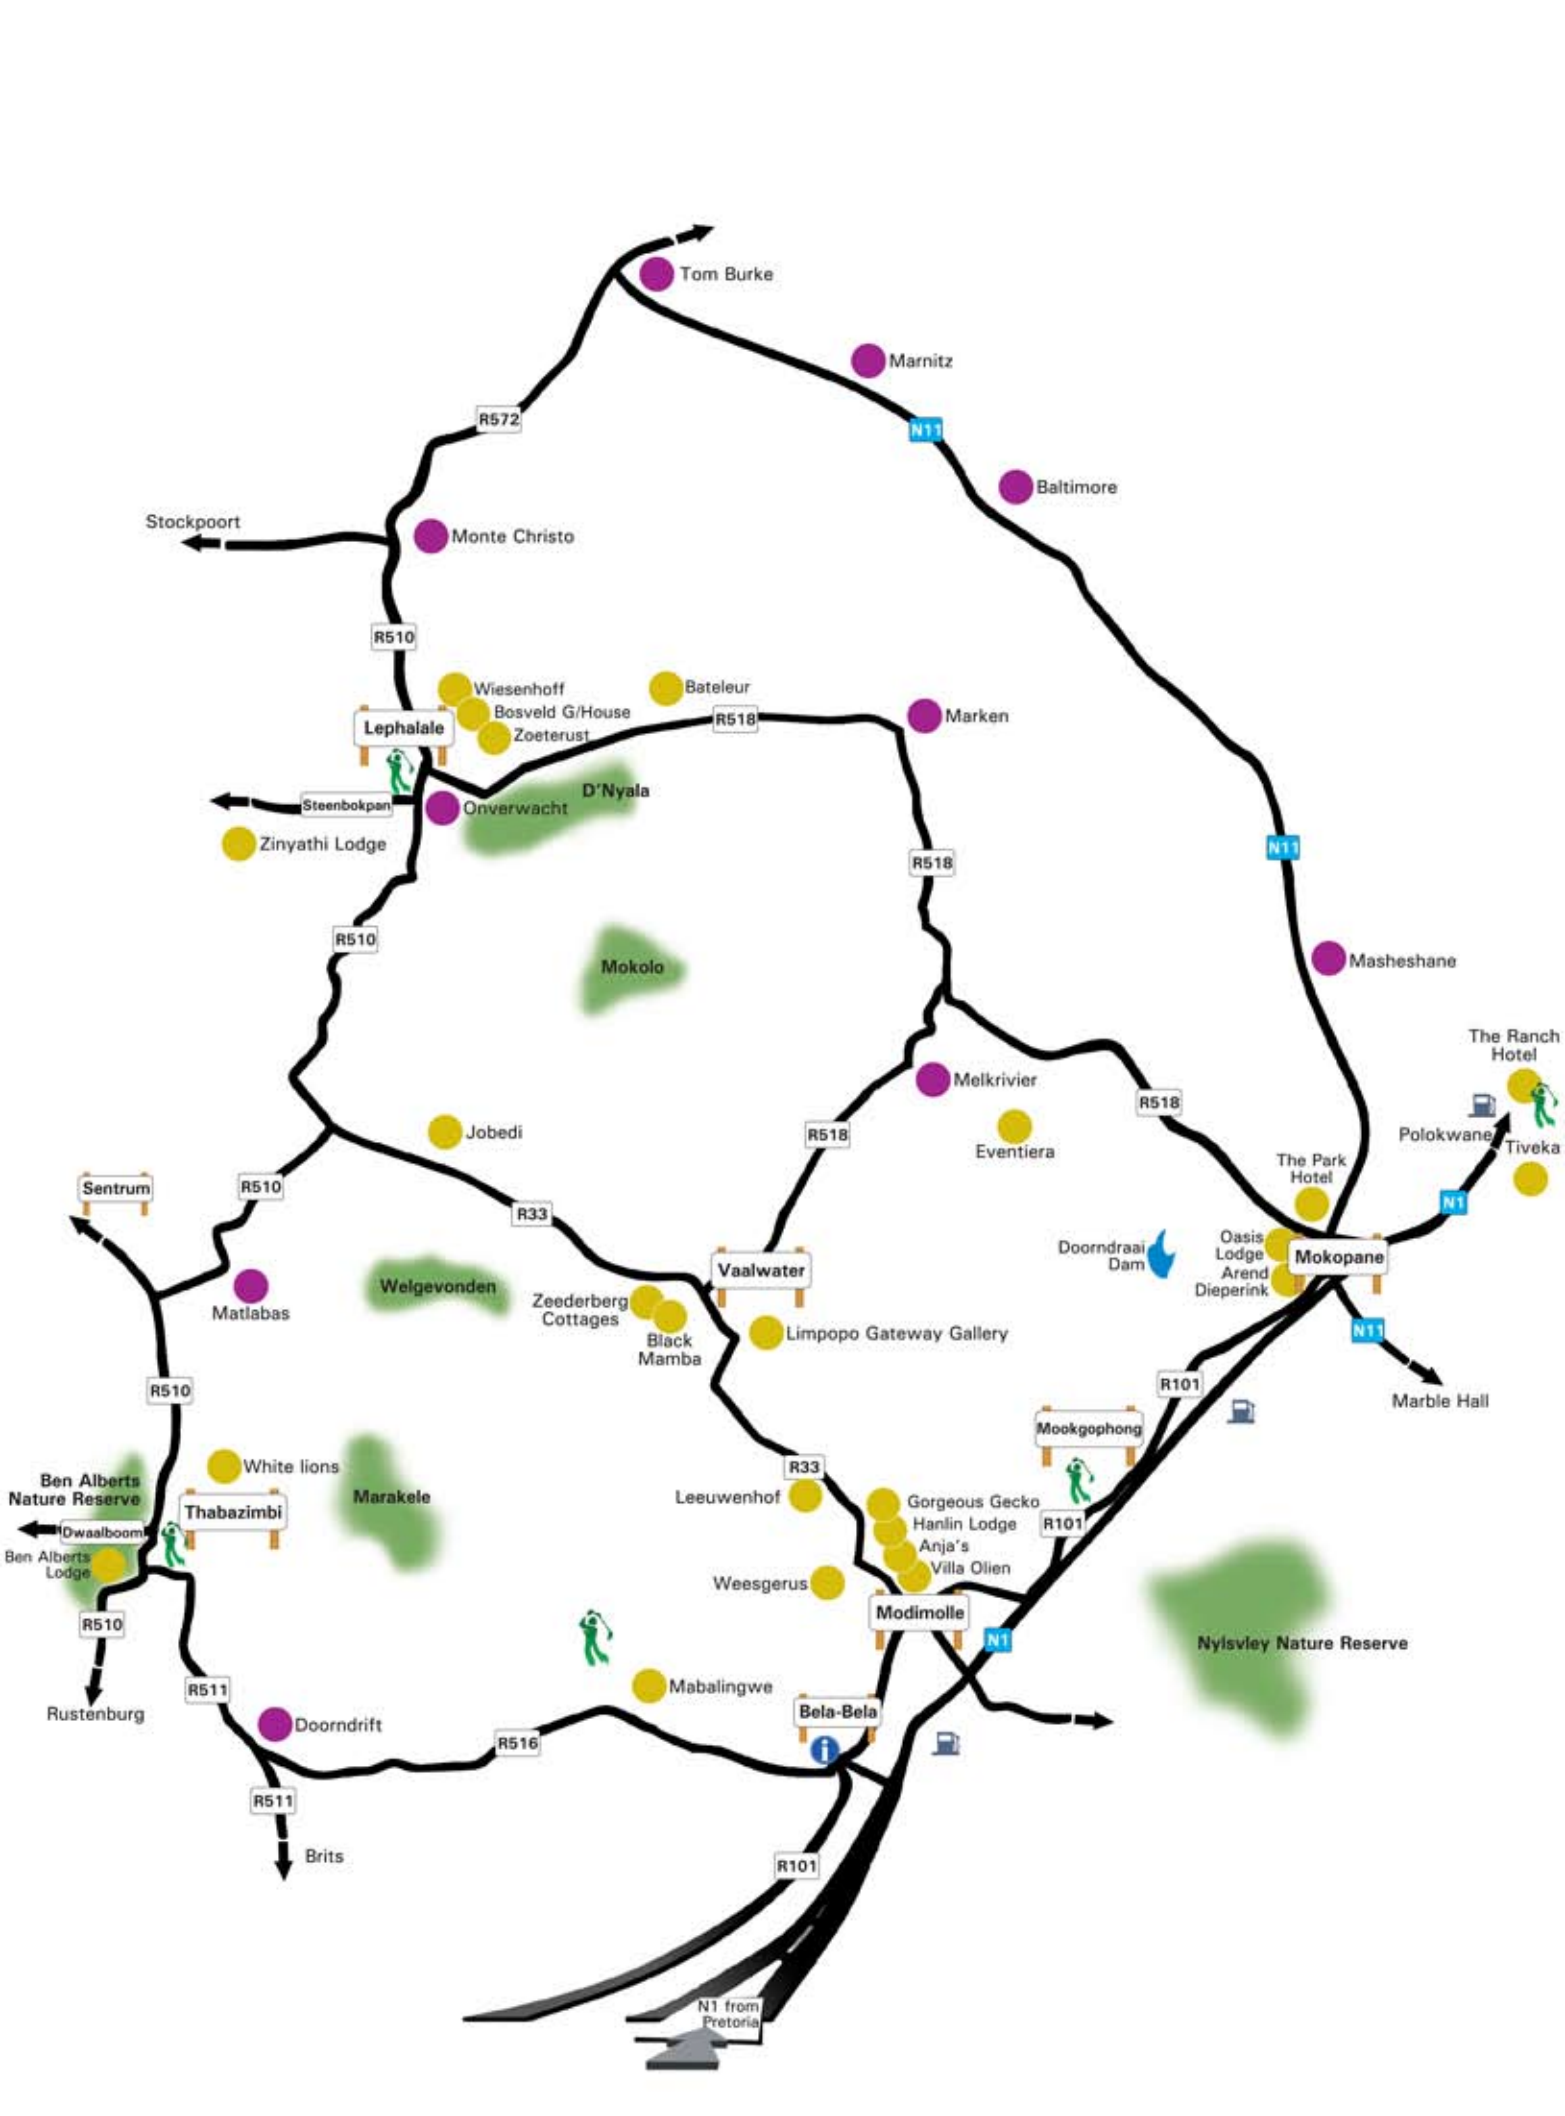 Tom Burke
Marnitz
R572
N11
Baltimore
Stockpoort
Monte Christo
R510
Wiesenhoff
Bateleur
Bosveld G/House
R518
Marken
Lephalale
Zoeterust
D'Nyala
Steenbokpan
Onverwacht
Zinyathi Lodge
N11
R518
R510
Masheshane
Mokolo
The Ranch
Hotel
Melkrivier
R518
Polokwane
Jobedi
R518
Tiveka
Eventiera
The Park
Hotel
Sentrum
R510
N1
R33
Oasis
Lodge
Doorndraai
Dam
Mokopane
Vaalwater
Arend
Dieperink
Welgevonden
Matlabas
Zeederberg
Cottages
Black
Mamba
Limpopo Gateway Gallery
N11
R510
R101
Marble Hall
Mookgophong
White lions
R33
Ben Alberts
Nature Reserve
Marakele
Leeuwenhof
Gorgeous Gecko
Thabazimbi
Hanlin Lodge
R101
Dwaalboom
Anja's
Ben Alberts
Lodge
Villa Olien
Weesgerus
Modimolle
R510
N1
Nylsvley Nature Reserve
R511
Mabalingwe
Rustenburg
Bela-Bela
Doorndrift
R516
i
R511
Brits
R101
N1 from
Pretoria